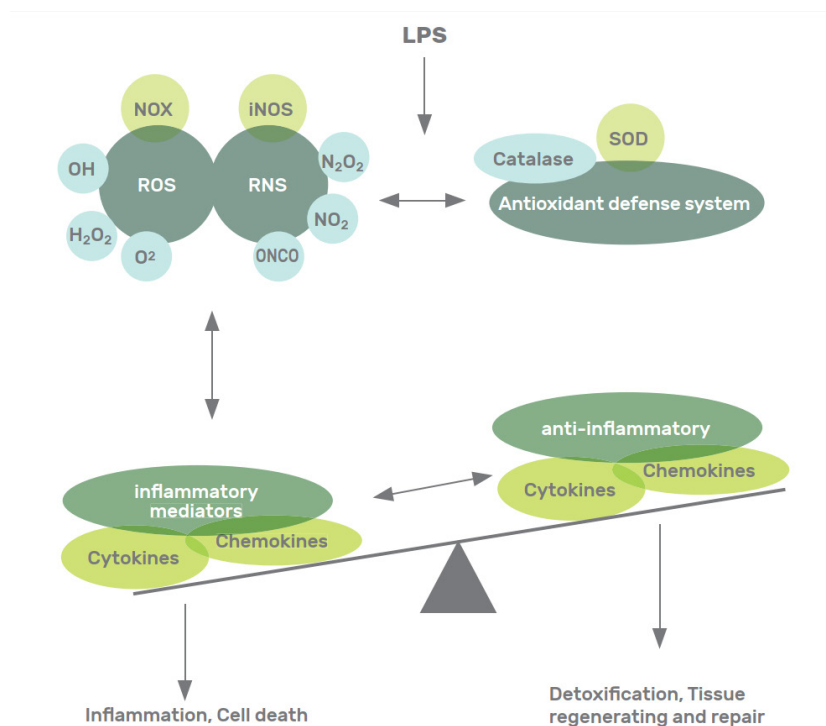 LPS
NOX
iNOS
OH
ROS
RNS
N₂O₂
NO₂
H₂O₂
O²
ONCO
Catalase
SOD
Antioxidant defense system
anti-inflammatory
Cytokines
Chemokines
inflammatory
mediators
Cytokines
Chemokines
Inflammation, Cell death
Detoxification, Tissue
regenerating and repair